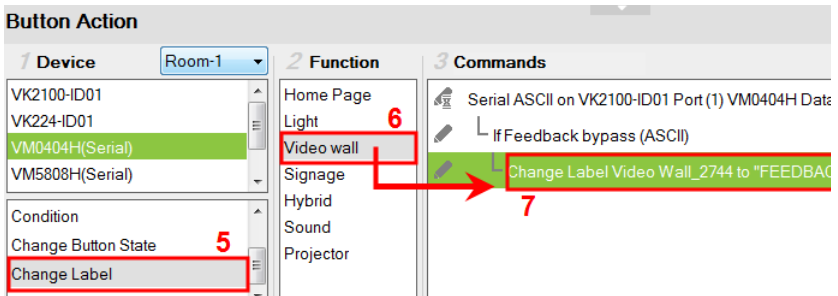 Button Action
1 Device
Room-1
2 Function
3 Commands
VK2100-ID01
VK224-ID01
VM0404H(Serial)
VM5808H(Serial)
Condition
Change Button State
5
Change Label
Home Page
Light
6
Video wall
Signage
Hybrid
Sound
Projector
Serial ASCII on VK2100-ID01 Port (1) VM0404H Data
If Feedback bypass (ASCII)
Change Label Video Wall_2744 to "FEEDBAC
7